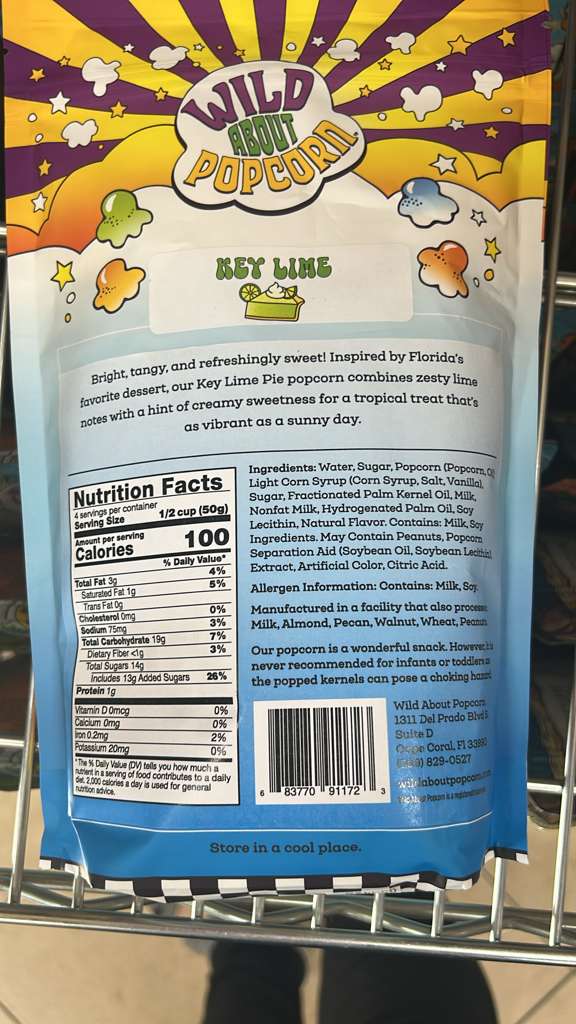 WILD
ABOUT
POPCORN.
KEY LIME
Bright, tangy, and refreshingly sweet! Inspired by Florida's
favorite dessert, our Key Lime Pie popcorn combines zesty lime
notes with a hint of creamy sweetness for a tropical treat that's
as vibrant as a sunny day.
Nutrition Facts
4 servings per container
Serving Size 1/2 cup (50g)
Amount per serving
Calories 100
% Daily Value*
Total Fat 3g 4%
Saturated Fat 1g 5%
Trans Fat 0g
Cholesterol 0mg 0%
Sodium 75mg 3%
Total Carbohydrate 19g 7%
Dietary Fiber <1g 3%
Total Sugars 14g
Includes 13g Added Sugars 26%
Protein 1g
Vitamin D 0mcg 0%
Calcium 0mg 0%
Iron 0.2mg 2%
Potassium 20mg 0%
*The % Daily Value (DV) tells you how much a
nutrient in a serving of food contributes to a daily
diet. 2,000 calories a day is used for general
nutrition advice.
Ingredients: Water, Sugar, Popcorn (Popcorn, Oil)
Light Corn Syrup (Corn Syrup, Salt, Vanilla),
Sugar, Fractionated Palm Kernel Oil, Milk,
Nonfat Milk, Hydrogenated Palm Oil, Soy
Lecithin, Natural Flavor. Contains: Milk, Soy
Ingredients. May Contain Peanuts, Popcorn
Separation Aid (Soybean Oil, Soybean Lecithin)
Extract, Artificial Color, Citric Acid.
Allergen Information: Contains: Milk, Soy.
Manufactured in a facility that also processes
Milk, Almond, Pecan, Walnut, Wheat, Peanuts
Our popcorn is a wonderful snack. However, it is
never recommended for infants or toddlers as
the popped kernels can pose a choking hazard
Wild About Popcorn
1311 Del Prado Blvd S
Suite D
Cape Coral, Fl 33990
829-0527
wildaboutpopcorn.com
Wild About Popcorn is a registered
6 83770 91172 3
Store in a cool place.